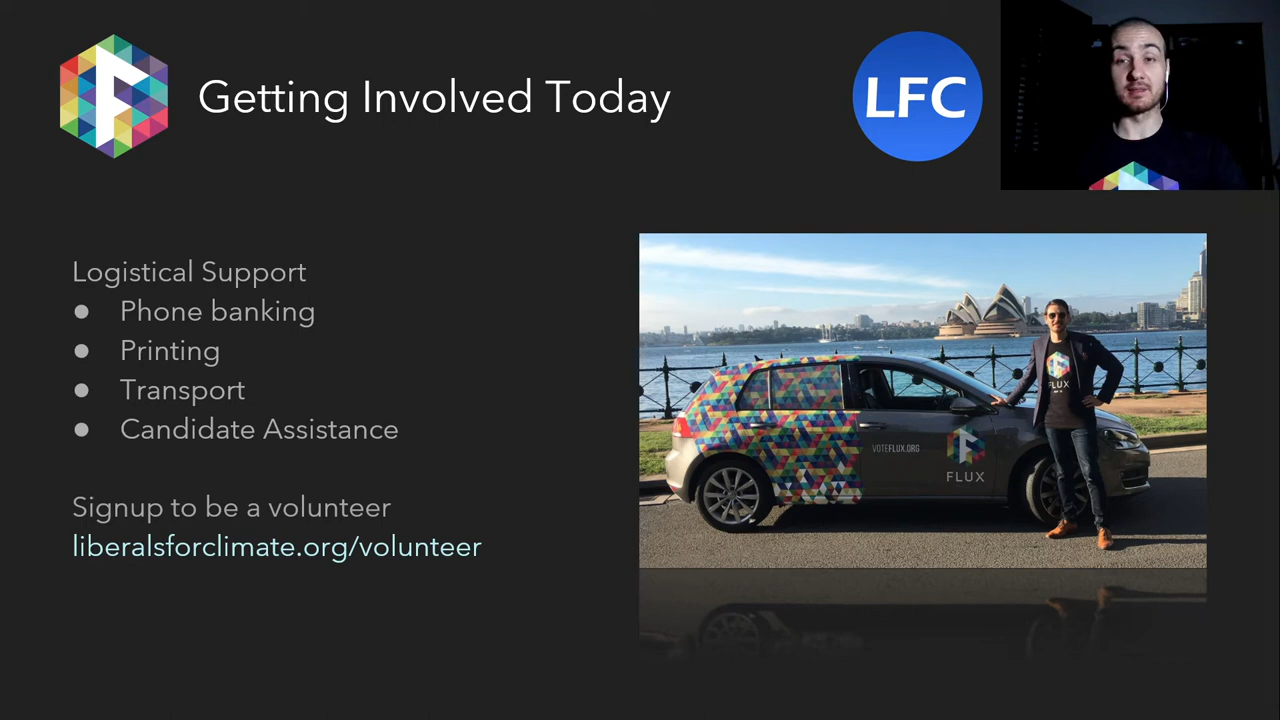 Getting Involved Today
LFC
Logistical Support
● Phone banking
● Printing
● Transport
● Candidate Assistance
Signup to be a volunteer
liberalsforclimate.org/volunteer
VOTEFLUX.ORG
FLUX
FLUX